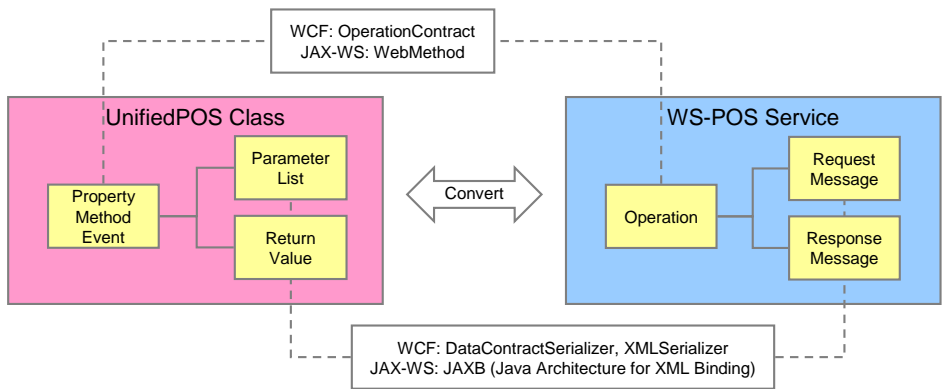 WCF: OperationContract
JAX-WS: WebMethod
UnifiedPOS Class
Property
Method
Event
Parameter
List
Return
Value
Convert
WS-POS Service
Operation
Request
Message
Response
Message
WCF: DataContractSerializer, XMLSerializer
JAX-WS: JAXB (Java Architecture for XML Binding)